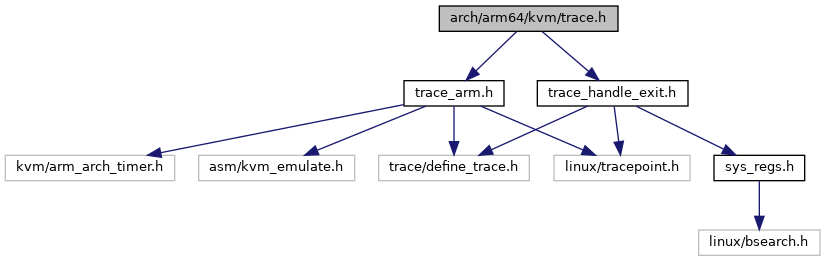 arch/arm64/kvm/trace.h
trace_arm.h
trace_handle_exit.h
kvm/arm_arch_timer.h
asm/kvm_emulate.h
trace/define_trace.h
linux/tracepoint.h
sys_regs.h
linux/bsearch.h